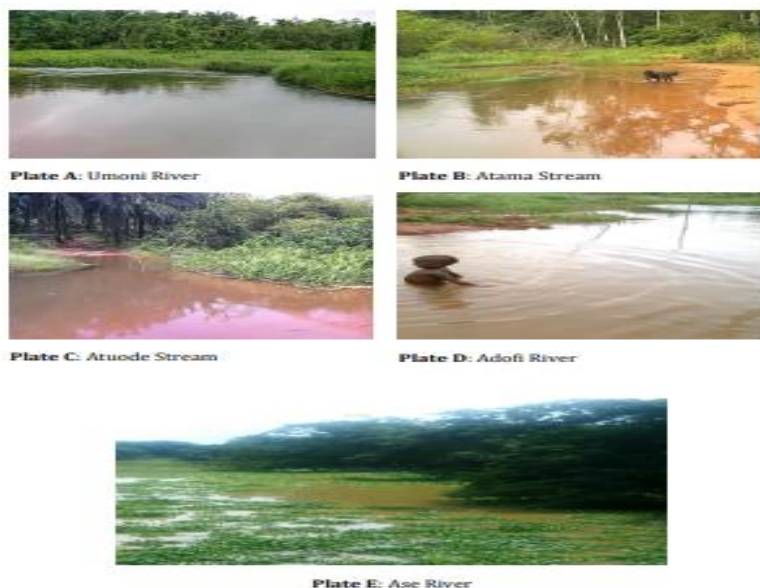 Plate A: Umoni River
Plate B: Atama Stream
Plate C: Atuode Stream
Plate D: Adofi River
Plate E: Ase River